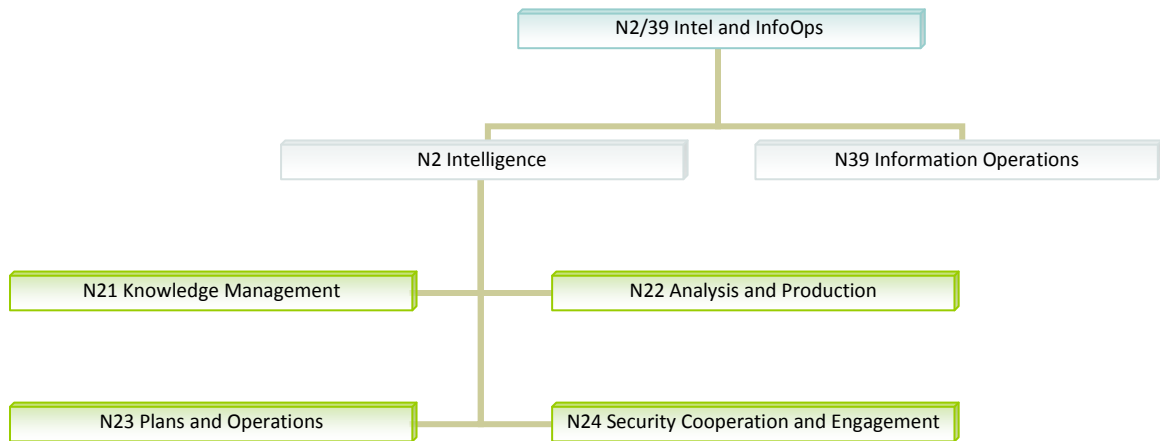 N2/39 Intel and InfoOps
N2 Intelligence
N39 Information Operations
N21 Knowledge Management
N22 Analysis and Production
N23 Plans and Operations
N24 Security Cooperation and Engagement